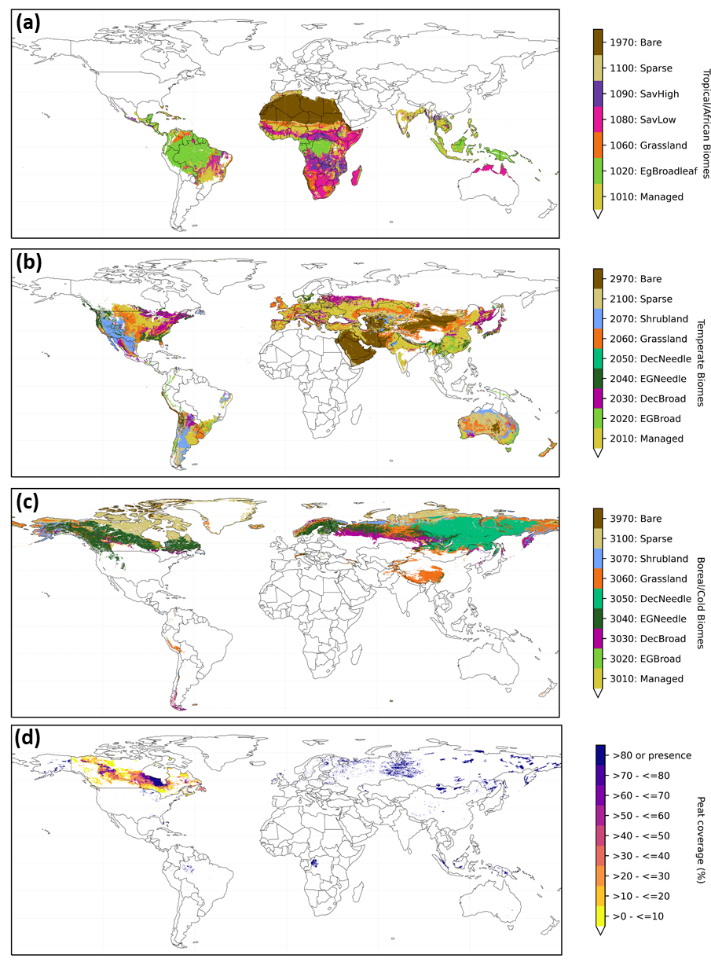 (a)
1970: Bare
1100: Sparse
1090: SavHigh
1080: SavLow
1060: Grassland
1020: EgBroadleaf
1010: Managed
Tropical/African Biomes
(b)
2970: Bare
2100: Sparse
2070: Shrubland
2060: Grassland
2050: DecNeedle
2040: EGNeedle
2030: DecBroad
2020: EGBroad
2010: Managed
Temperate Biomes
(c)
3970: Bare
3100: Sparse
3070: Shrubland
3060: Grassland
3050: DecNeedle
3040: EGNeedle
3030: DecBroad
3020: EGBroad
3010: Managed
Boreal/Cold Biomes
(d)
>80 or presence
>70 - <=80
>60 - <=70
>50 - <=60
>40 - <=50
>30 - <=40
>20 - <=30
>10 - <=20
>0 - <=10
Peat coverage (%)